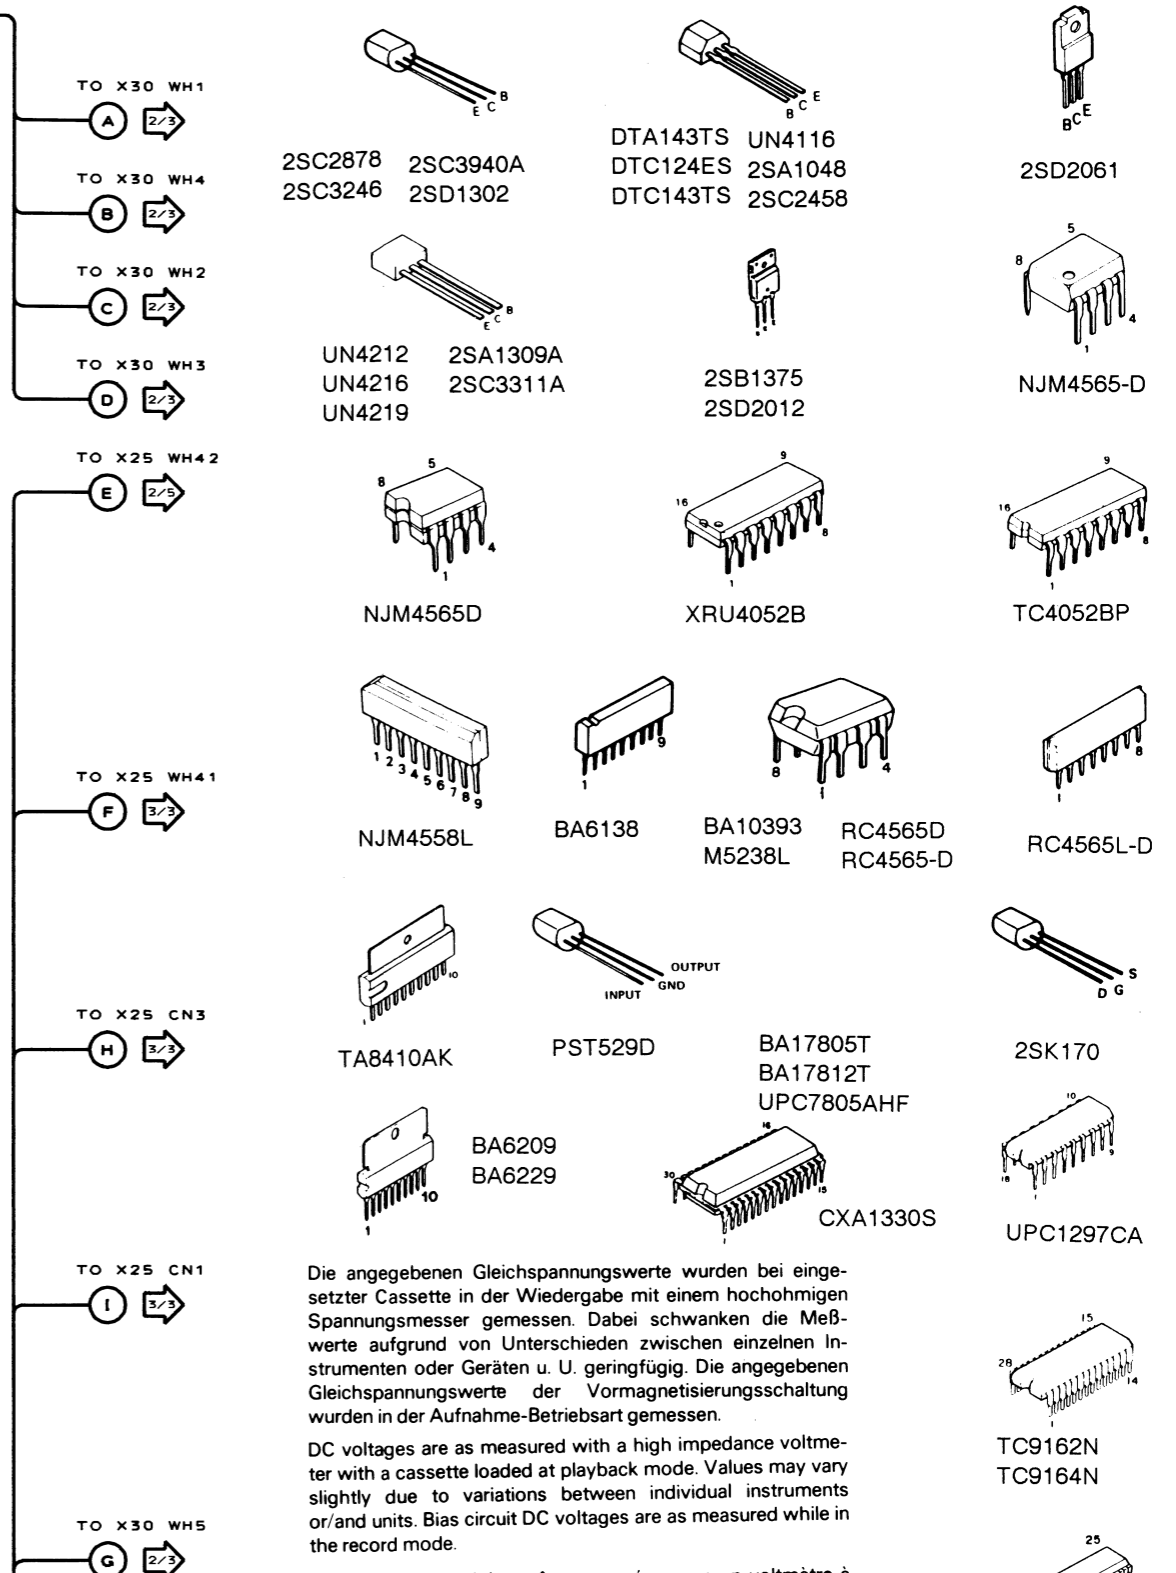 TO X30 WH1
A 2/3
TO X30 WH4
B 2/3
TO X30 WH2
C 2/3
TO X30 WH3
D 2/3
TO X25 WH42
E 2/5
TO X25 WH41
F 3/3
TO X25 CN3
H 3/3
TO X25 CN1
I 3/3
TO X30 WH5
G 2/3
E C B
2SC2878 2SC3940A
2SC3246 2SD1302
B C E
DTA143TS UN4116
DTC124ES 2SA1048
DTC143TS 2SC2458
B C E
2SD2061
E C B
UN4212 2SA1309A
UN4216 2SC3311A
UN4219
2SB1375
2SD2012
5
8
4
1
NJM4565-D
5
8
4
1
NJM4565D
9
16
8
1
XRU4052B
9
16
8
1
TC4052BP
1 2 3 4 5 6 7 8 9
NJM4558L
9
1
BA6138
8 4
1
BA10393 RC4565D
M5238L RC4565-D
8
1
RC4565L-D
10
1
TA8410AK
OUTPUT
GND
INPUT
PST529D
BA17805T
BA17812T
UPC7805AHF
S
D G
2SK170
10
1
BA6209
BA6229
16
30
15
1
CXA1330S
10
18
9
1
UPC1297CA
Die angegebenen Gleichspannungswerte wurden bei einge-
setzter Cassette in der Wiedergabe mit einem hochohmigen
Spannungsmesser gemessen. Dabei schwanken die Meß-
werte aufgrund von Unterschieden zwischen einzelnen In-
strumenten oder Geräten u. U. geringfügig. Die angegebenen
Gleichspannungswerte der Vormagnetisierungsschaltung
wurden in der Aufnahme-Betriebsart gemessen.
DC voltages are as measured with a high impedance voltme-
ter with a cassette loaded at playback mode. Values may vary
slightly due to variations between individual instruments
or/and units. Bias circuit DC voltages are as measured while in
the record mode.
voltmètre à
15
28
14
1
TC9162N
TC9164N
25